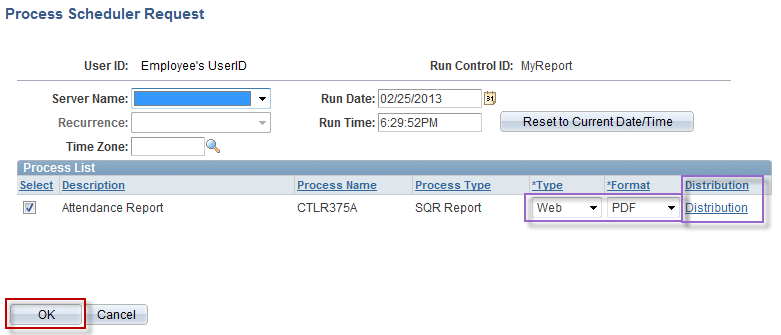 Process Scheduler Request
User ID: Employee's UserID Run Control ID: MyReport
Server Name: Run Date: 02/25/2013 31
Recurrence: Run Time: 6:29:52PM Reset to Current Date/Time
Time Zone:
Process List
Select Description Process Name Process Type *Type *Format Distribution
Attendance Report CTLR375A SQR Report Web PDF Distribution
OK Cancel